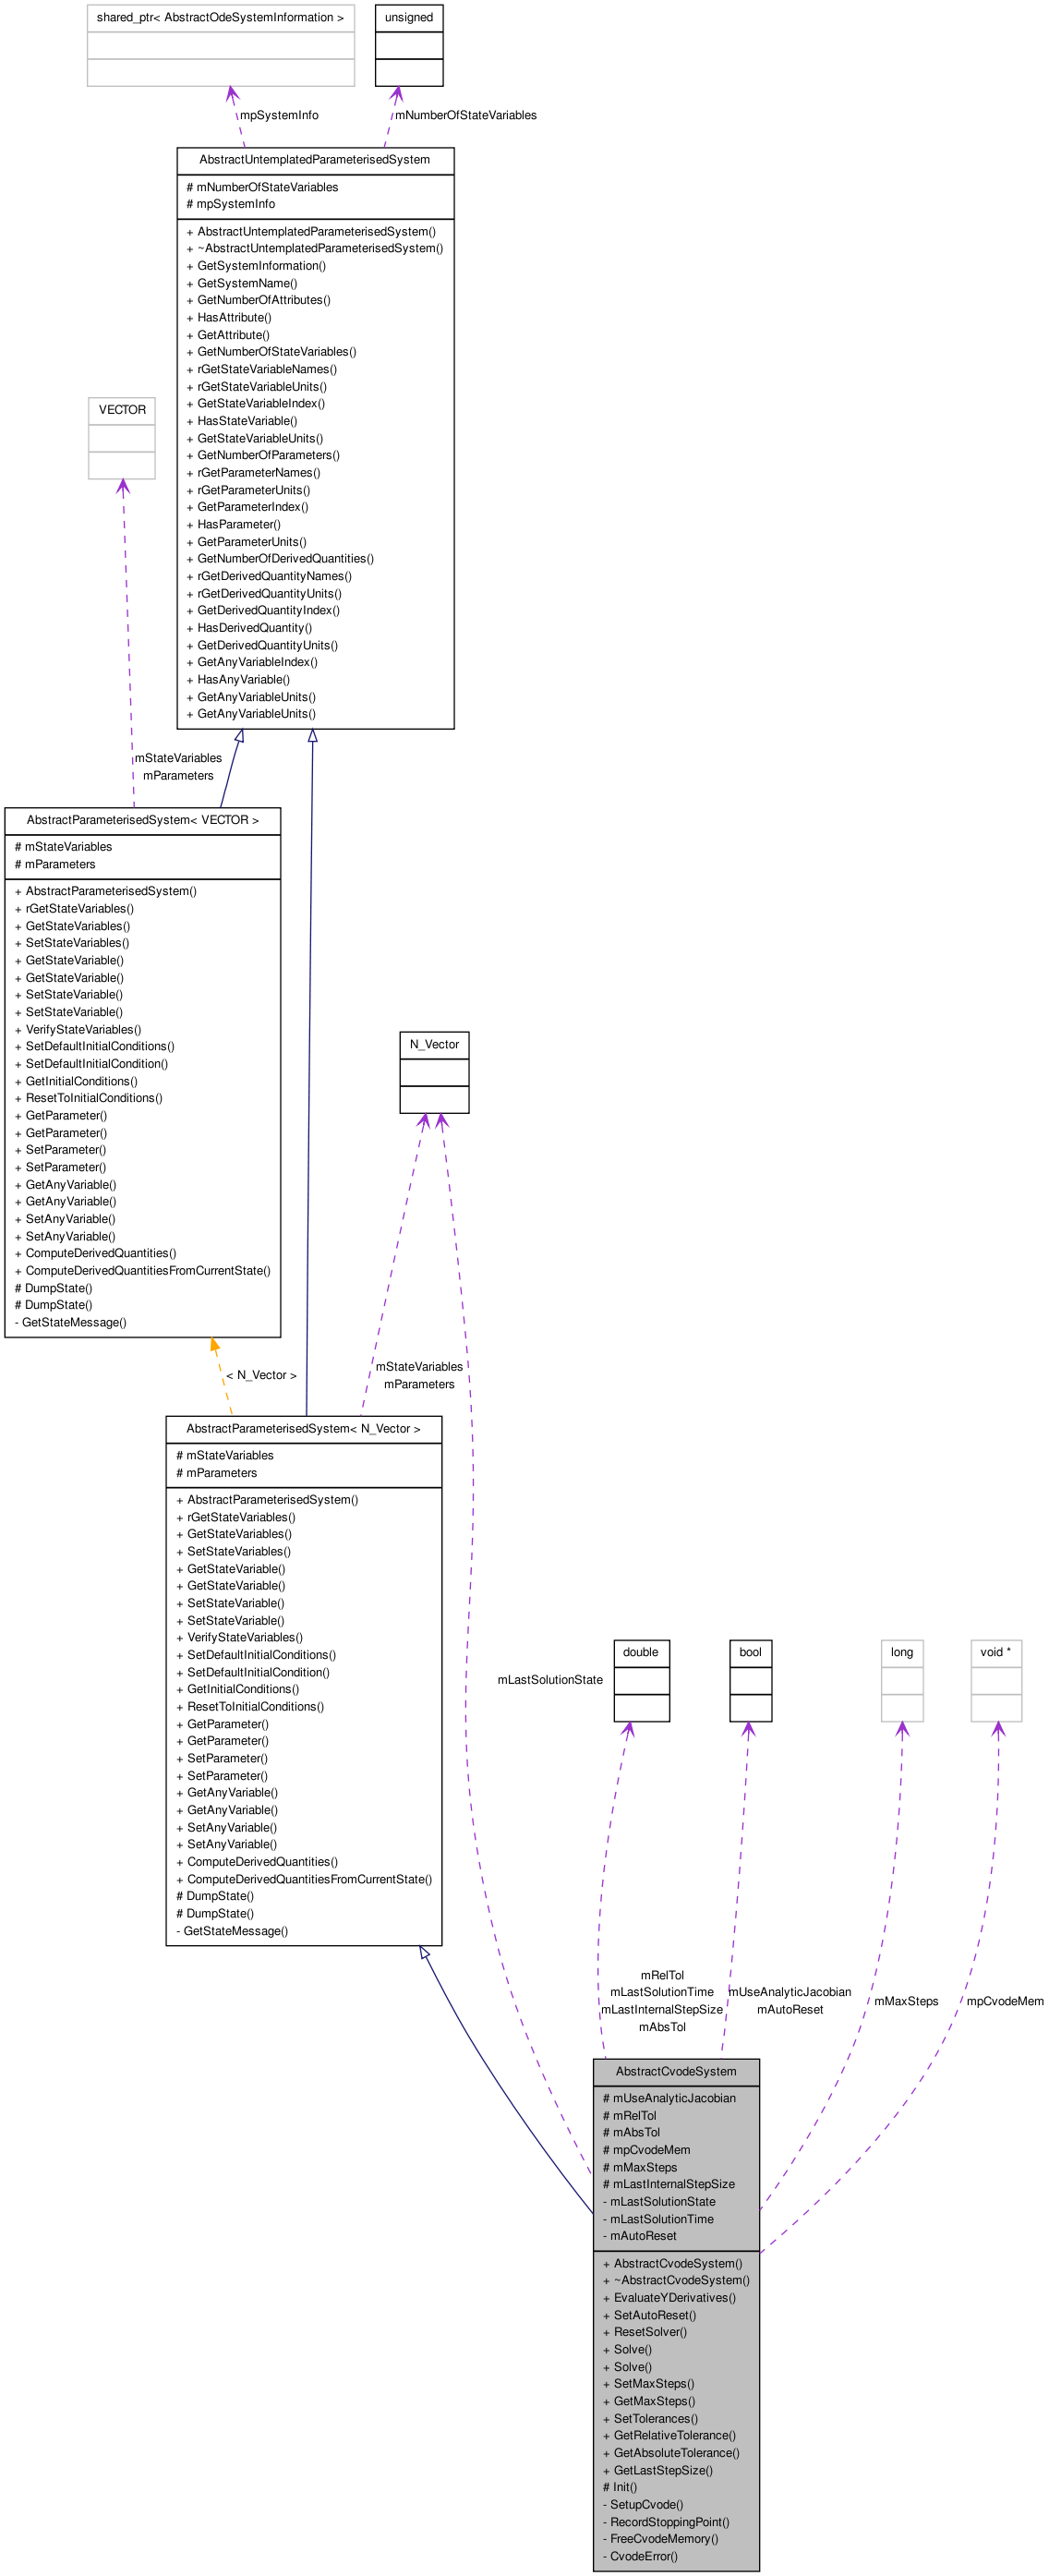 shared_ptr< AbstractOdeSystemInformation >
unsigned
mpSystemInfo
mNumberOfStateVariables
AbstractUntemplatedParameterisedSystem
# mNumberOfStateVariables
# mpSystemInfo
+ AbstractUntemplatedParameterisedSystem()
+ ~AbstractUntemplatedParameterisedSystem()
+ GetSystemInformation()
+ GetSystemName()
+ GetNumberOfAttributes()
+ HasAttribute()
+ GetAttribute()
+ GetNumberOfStateVariables()
+ rGetStateVariableNames()
+ rGetStateVariableUnits()
+ GetStateVariableIndex()
+ HasStateVariable()
+ GetStateVariableUnits()
+ GetNumberOfParameters()
+ rGetParameterNames()
+ rGetParameterUnits()
+ GetParameterIndex()
+ HasParameter()
+ GetParameterUnits()
+ GetNumberOfDerivedQuantities()
+ rGetDerivedQuantityNames()
+ rGetDerivedQuantityUnits()
+ GetDerivedQuantityIndex()
+ HasDerivedQuantity()
+ GetDerivedQuantityUnits()
+ GetAnyVariableIndex()
+ HasAnyVariable()
+ GetAnyVariableUnits()
+ GetAnyVariableUnits()
VECTOR
mStateVariables
mParameters
AbstractParameterisedSystem< VECTOR >
# mStateVariables
# mParameters
+ AbstractParameterisedSystem()
+ rGetStateVariables()
+ GetStateVariables()
+ SetStateVariables()
+ GetStateVariable()
+ GetStateVariable()
+ SetStateVariable()
+ SetStateVariable()
+ VerifyStateVariables()
+ SetDefaultInitialConditions()
+ SetDefaultInitialCondition()
+ GetInitialConditions()
+ ResetToInitialConditions()
+ GetParameter()
+ GetParameter()
+ SetParameter()
+ SetParameter()
+ GetAnyVariable()
+ GetAnyVariable()
+ SetAnyVariable()
+ SetAnyVariable()
+ ComputeDerivedQuantities()
+ ComputeDerivedQuantitiesFromCurrentState()
# DumpState()
# DumpState()
- GetStateMessage()
N_Vector
< N_Vector >
mStateVariables
mParameters
AbstractParameterisedSystem< N_Vector >
# mStateVariables
# mParameters
+ AbstractParameterisedSystem()
+ rGetStateVariables()
+ GetStateVariables()
+ SetStateVariables()
+ GetStateVariable()
+ GetStateVariable()
+ SetStateVariable()
+ SetStateVariable()
+ VerifyStateVariables()
+ SetDefaultInitialConditions()
+ SetDefaultInitialCondition()
+ GetInitialConditions()
+ ResetToInitialConditions()
+ GetParameter()
+ GetParameter()
+ SetParameter()
+ SetParameter()
+ GetAnyVariable()
+ GetAnyVariable()
+ SetAnyVariable()
+ SetAnyVariable()
+ ComputeDerivedQuantities()
+ ComputeDerivedQuantitiesFromCurrentState()
# DumpState()
# DumpState()
- GetStateMessage()
mLastSolutionState
double
bool
long
void *
mRelTol
mLastSolutionTime
mLastInternalStepSize
mAbsTol
mUseAnalyticJacobian
mAutoReset
mMaxSteps
mpCvodeMem
AbstractCvodeSystem
# mUseAnalyticJacobian
# mRelTol
# mAbsTol
# mpCvodeMem
# mMaxSteps
# mLastInternalStepSize
- mLastSolutionState
- mLastSolutionTime
- mAutoReset
+ AbstractCvodeSystem()
+ ~AbstractCvodeSystem()
+ EvaluateYDerivatives()
+ SetAutoReset()
+ ResetSolver()
+ Solve()
+ Solve()
+ SetMaxSteps()
+ GetMaxSteps()
+ SetTolerances()
+ GetRelativeTolerance()
+ GetAbsoluteTolerance()
+ GetLastStepSize()
# Init()
- SetupCvode()
- RecordStoppingPoint()
- FreeCvodeMemory()
- CvodeError()